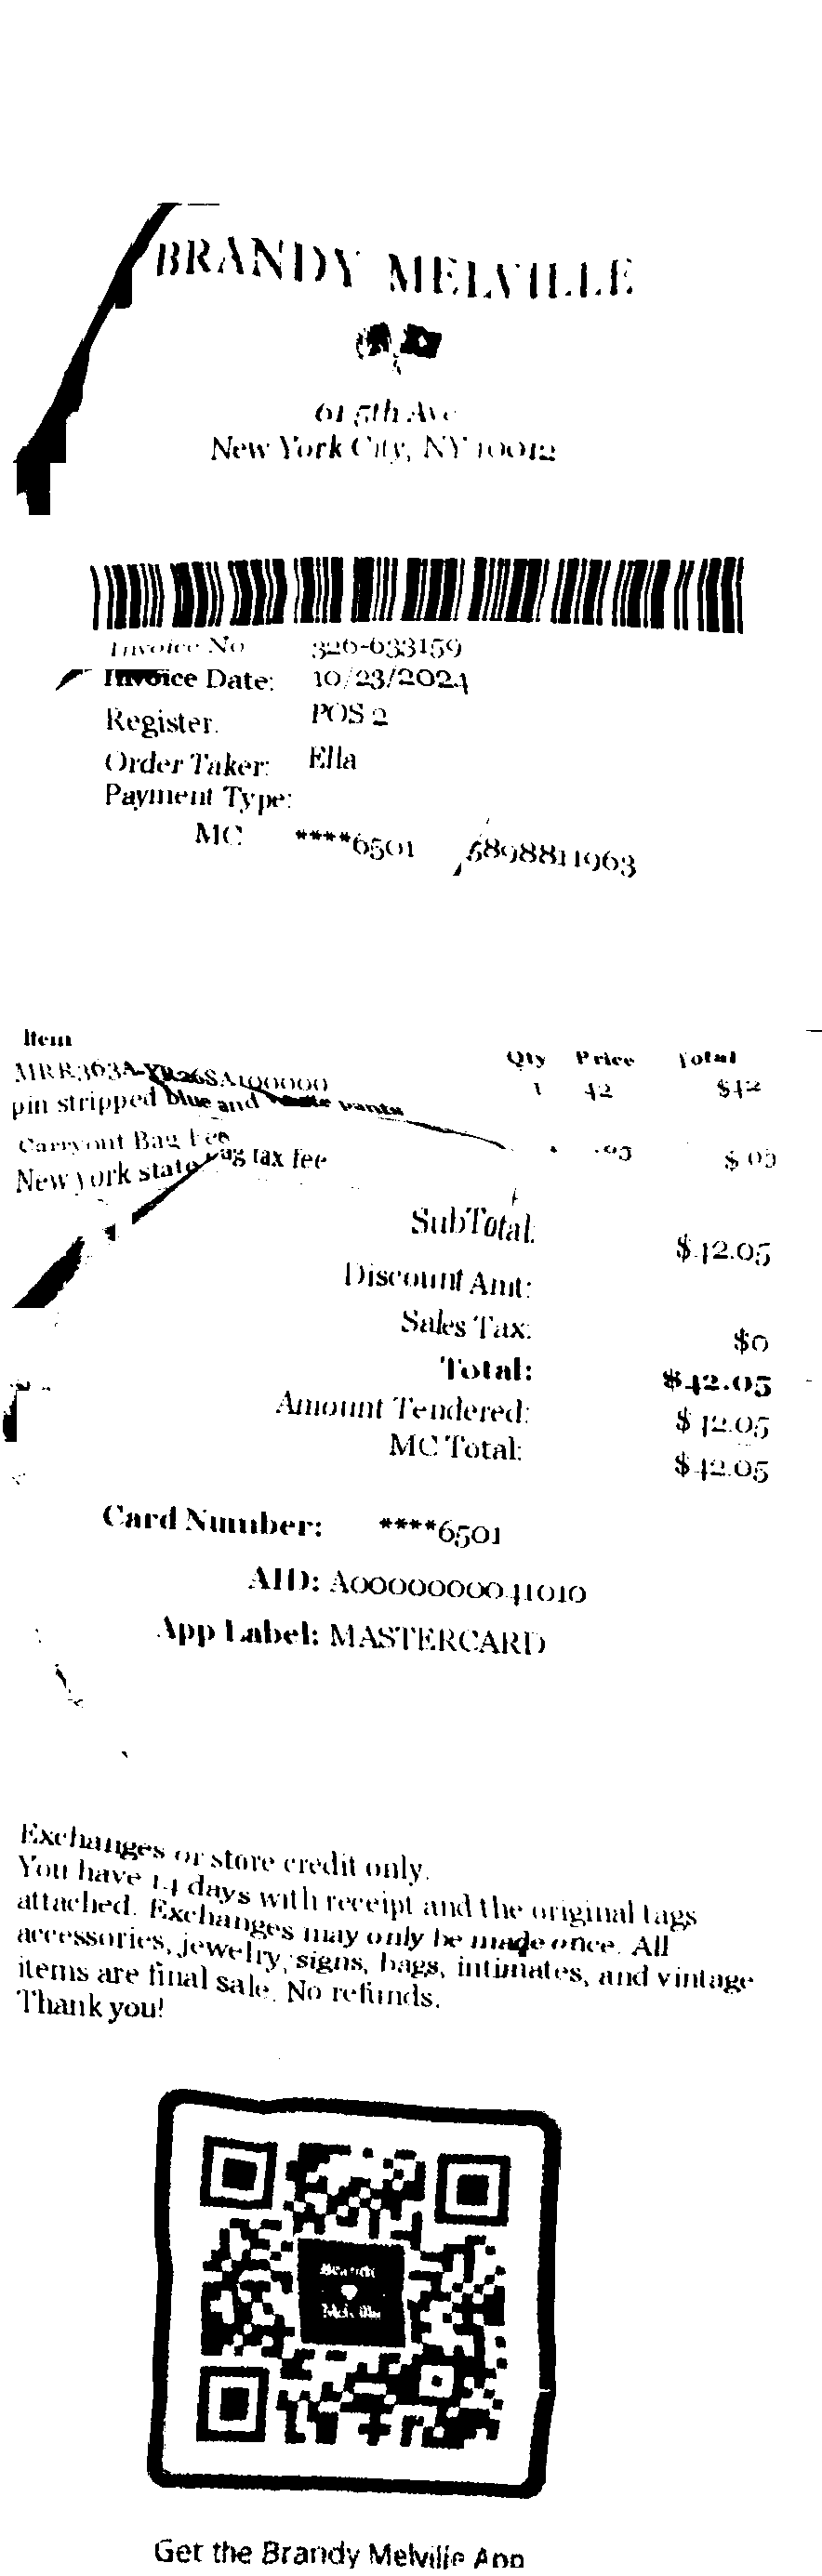 BRANDY MELVILLE
61 5th Ave
New York City, NY 10012
Invoice No 326-633159
Invoice Date: 10/23/2024
Register: POS 2
Order Taker: Ella
Payment Type:
MC ****6501 5898811963
Item Qty Price Total
1 42 $42
pin stripped blue and white pants
Carryout Bag Fee .05 $.05
New york state bag tax fee
SubTotal: $42.05
Discount Amt:
Sales Tax: $0
Total: $42.05
Amount Tendered: $42.05
MC Total: $42.05
Card Number: ****6501
AID: A0000000041010
App Label: MASTERCARD
Exchanges or store credit only.
You have 14 days with receipt and the original tags
attached. Exchanges may only be made once. All
accessories, jewelry, signs, bags, intimates, and vintage
items are final sale. No refunds.
Thank you!
Brandy
Melville
Get the Brandy Melville App